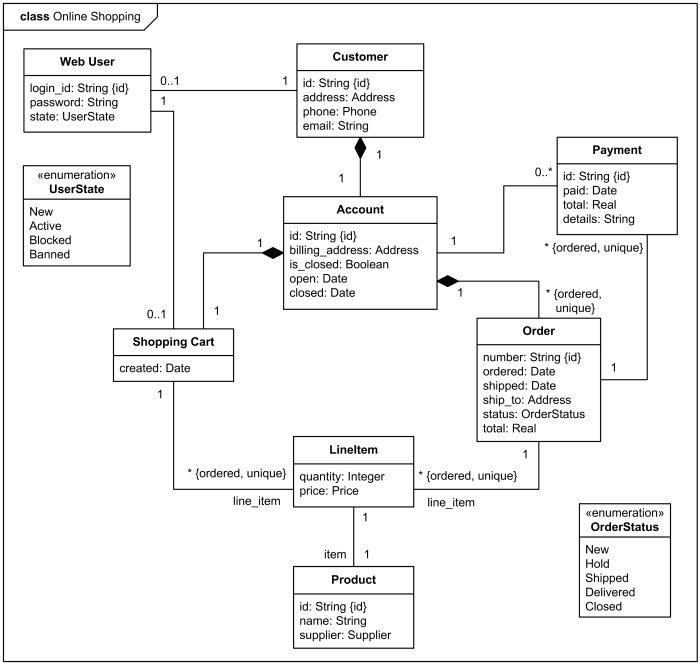 class Online Shopping
Web User
login_id: String {id}
password: String
state: UserState
0..1
1
1
Customer
id: String {id}
address: Address
phone: Phone
email: String
1
1
Payment
id: String {id}
paid: Date
total: Real
details: String
0..*
1
* {ordered, unique}
«enumeration»
UserState
New
Active
Blocked
Banned
Account
id: String {id}
billing_address: Address
is_closed: Boolean
open: Date
closed: Date
1
1
1
* {ordered,
unique}
0..1
Shopping Cart
created: Date
1
Order
number: String {id}
ordered: Date
shipped: Date
ship_to: Address
status: OrderStatus
total: Real
1
1
LineItem
quantity: Integer
price: Price
* {ordered, unique}
line_item
* {ordered, unique}
line_item
1
item
1
Product
id: String {id}
name: String
supplier: Supplier
«enumeration»
OrderStatus
New
Hold
Shipped
Delivered
Closed